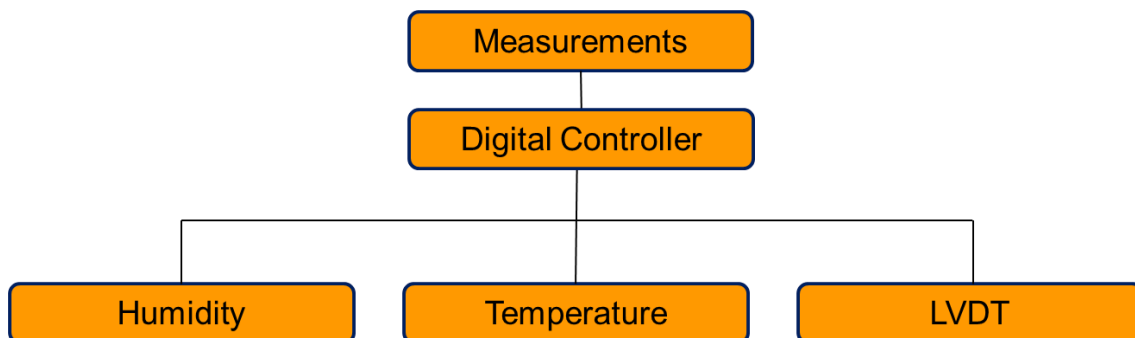 Measurements
Digital Controller
Humidity
Temperature
LVDT